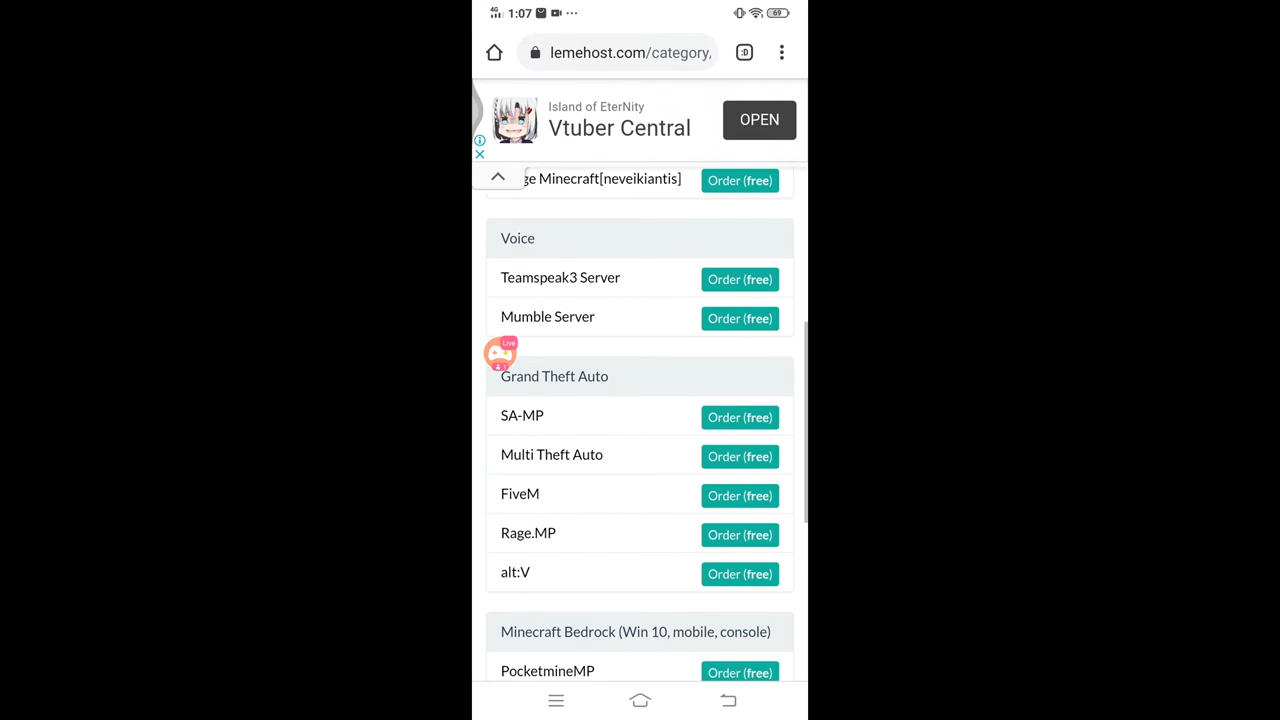 4G 1:07 69
lemehost.com/category,
:D
Island of EterNity
Vtuber Central
OPEN
ge Minecraft[neveikiantis] Order (free)
Voice
Teamspeak3 Server Order (free)
Mumble Server Order (free)
Live
Grand Theft Auto
SA-MP Order (free)
Multi Theft Auto Order (free)
FiveM Order (free)
Rage.MP Order (free)
alt:V Order (free)
Minecraft Bedrock (Win 10, mobile, console)
PocketmineMP Order (free)